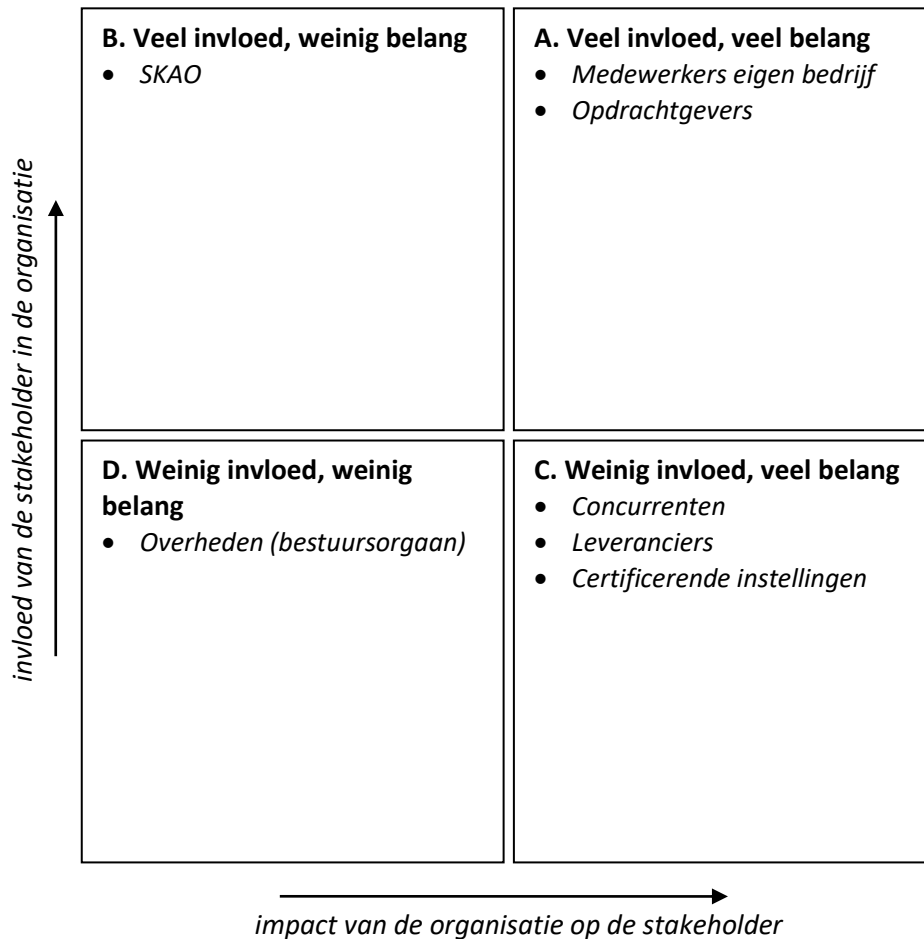 B. Veel invloed, weinig belang
• SKAO
A. Veel invloed, veel belang
• Medewerkers eigen bedrijf
• Opdrachtgevers
invloed van de stakeholder in de organisatie
D. Weinig invloed, weinig
belang
• Overheden (bestuursorgaan)
C. Weinig invloed, veel belang
• Concurrenten
• Leveranciers
• Certificerende instellingen
impact van de organisatie op de stakeholder